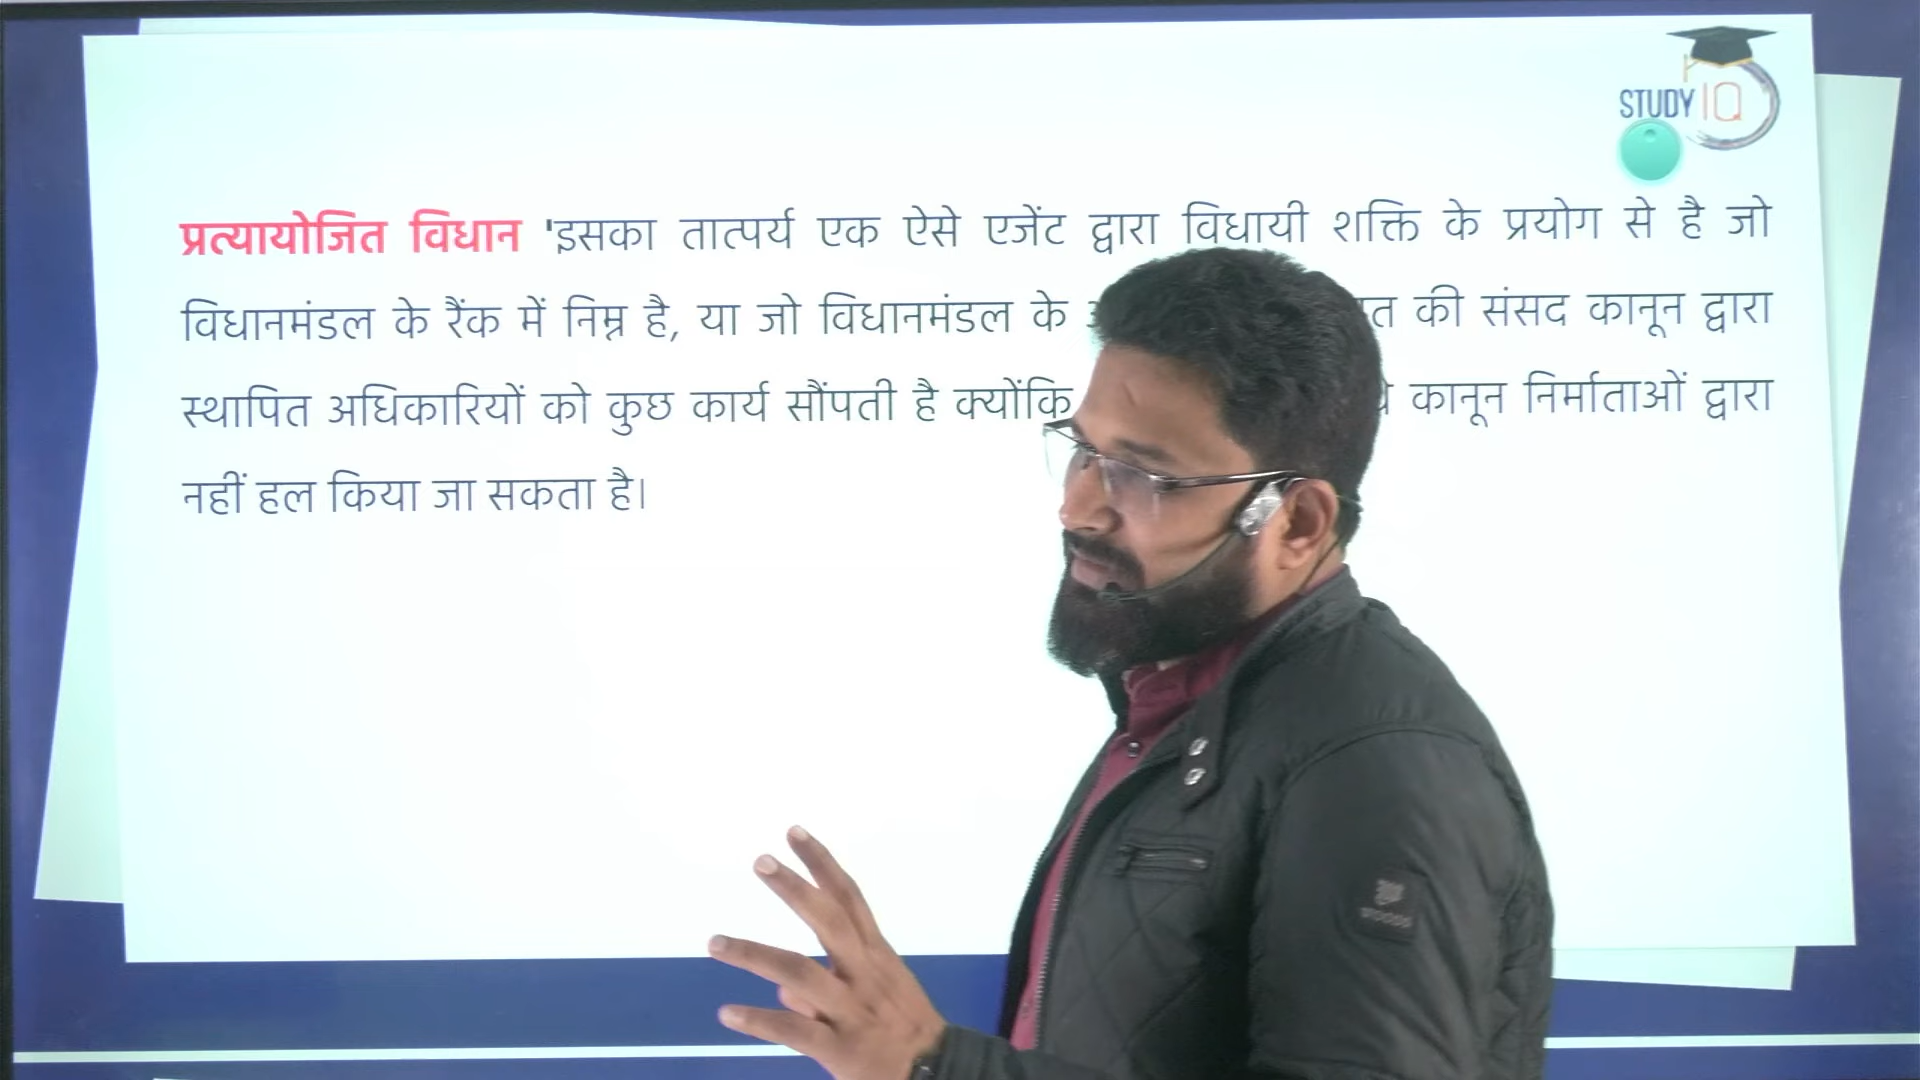 STUDY IQ
प्रत्यायोजित विधान 'इसका तात्पर्य एक ऐसे एजेंट द्वारा विधायी शक्ति के प्रयोग से है जो
विधानमंडल के रैंक में निम्न है, या जो विधानमंडल के की संसद कानून द्वारा
स्थापित अधिकारियों को कुछ कार्य सौंपती है क्योंकि कानून निर्माताओं द्वारा
नहीं हल किया जा सकता है।